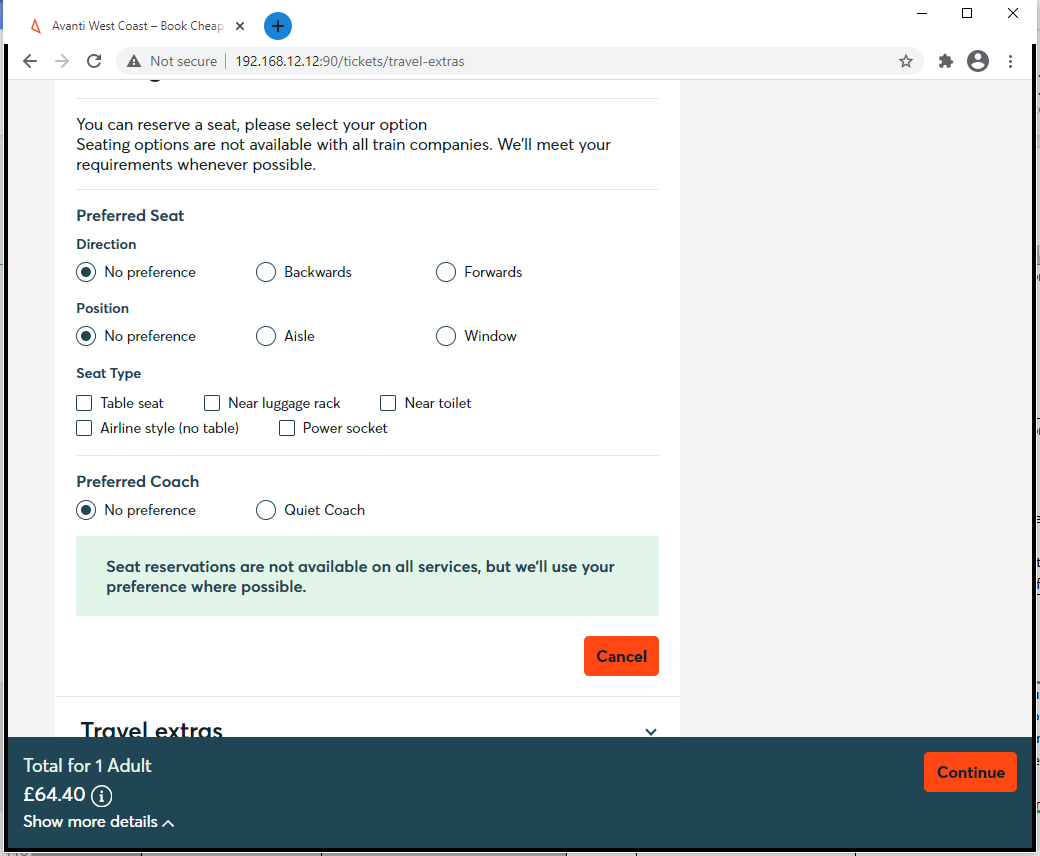 Avanti West Coast – Book Cheap
Not secure
192.168.12.12:90/tickets/travel-extras
You can reserve a seat, please select your option
Seating options are not available with all train companies. We'll meet your
requirements whenever possible.
Preferred Seat
Direction
No preference Backwards Forwards
Position
No preference Aisle Window
Seat Type
Table seat Near luggage rack Near toilet
Airline style (no table) Power socket
Preferred Coach
No preference Quiet Coach
Seat reservations are not available on all services, but we'll use your
preference where possible.
Cancel
Travel extras
Total for 1 Adult
£64.40
Continue
Show more details